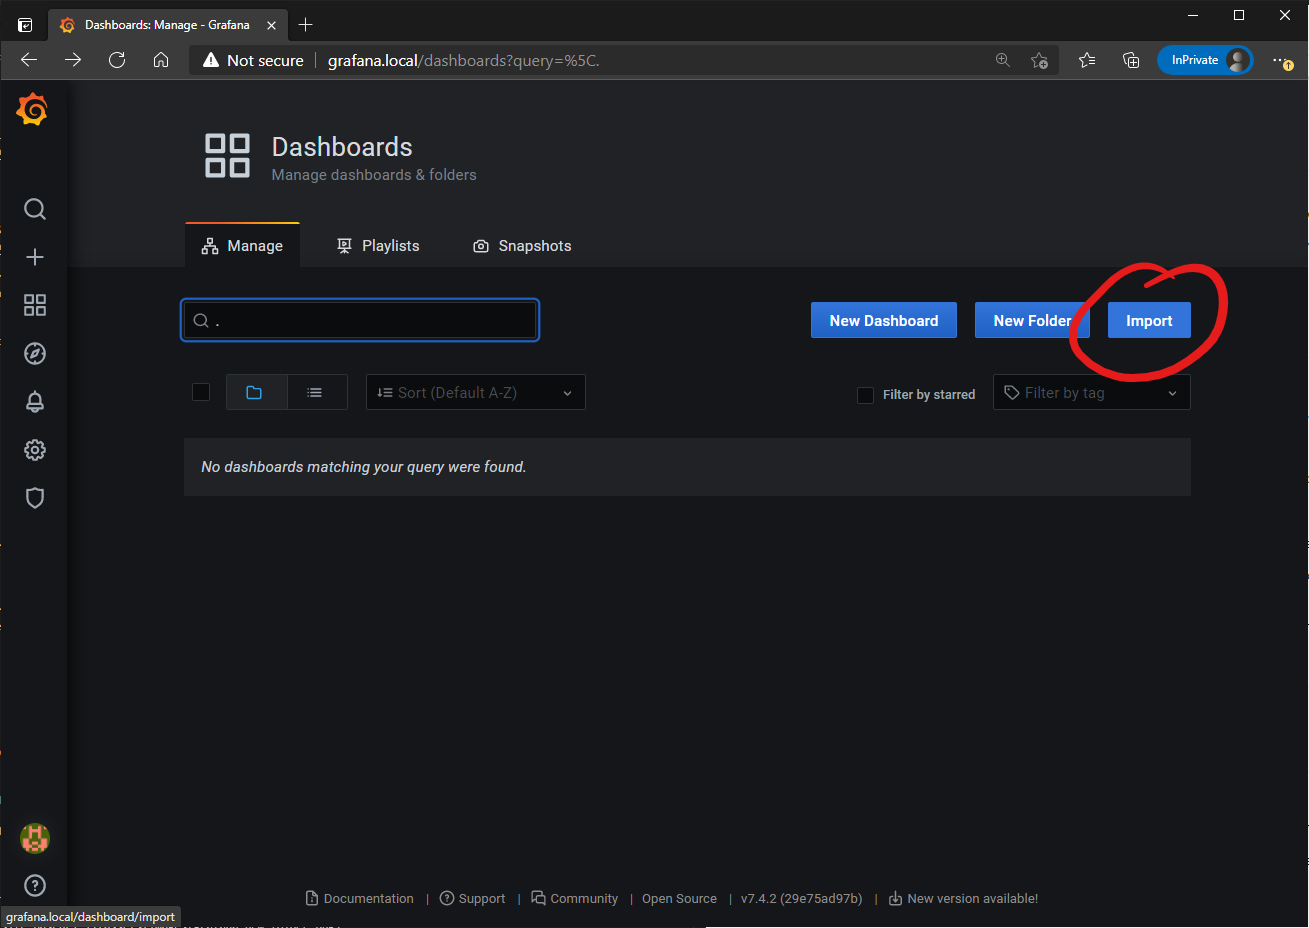 Dashboards: Manage - Grafana
Not secure grafana.local/dashboards?query=%5C. InPrivate
Dashboards
Manage dashboards & folders
Manage Playlists Snapshots
. New Dashboard New Folder Import
Sort (Default A-Z) Filter by starred Filter by tag
No dashboards matching your query were found.
Documentation | Support | Community | Open Source | v7.4.2 (29e75ad97b) | New version available!
grafana.local/dashboard/import